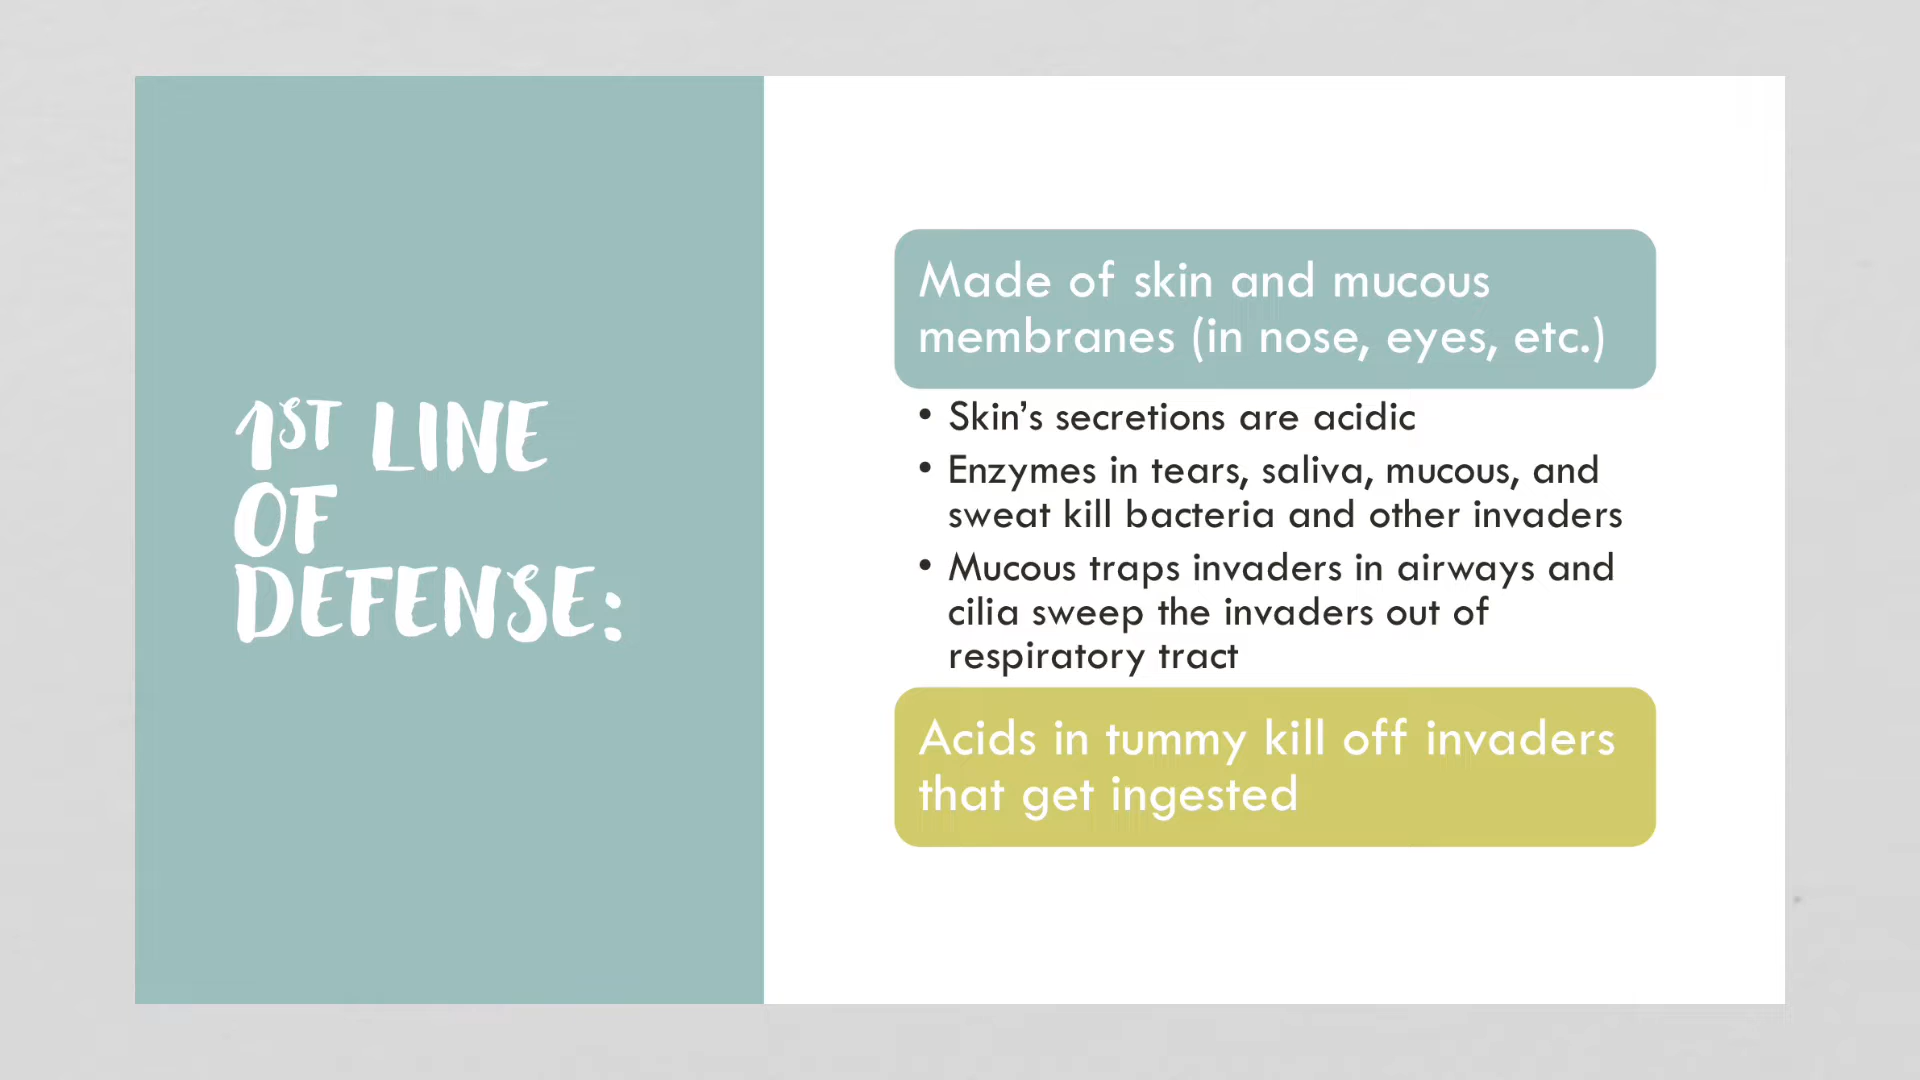 1ST LINE
OF
DEFENSE:
Made of skin and mucous
membranes (in nose, eyes, etc.)
• Skin’s secretions are acidic
• Enzymes in tears, saliva, mucous, and
sweat kill bacteria and other invaders
• Mucous traps invaders in airways and
cilia sweep the invaders out of
respiratory tract
Acids in tummy kill off invaders
that get ingested